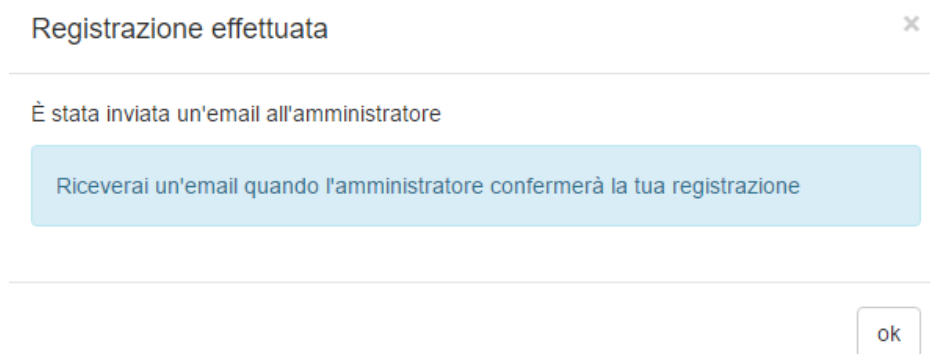 Registrazione effettuata
×
È stata inviata un'email all'amministratore
Riceverai un'email quando l'amministratore confermerà la tua registrazione
ok